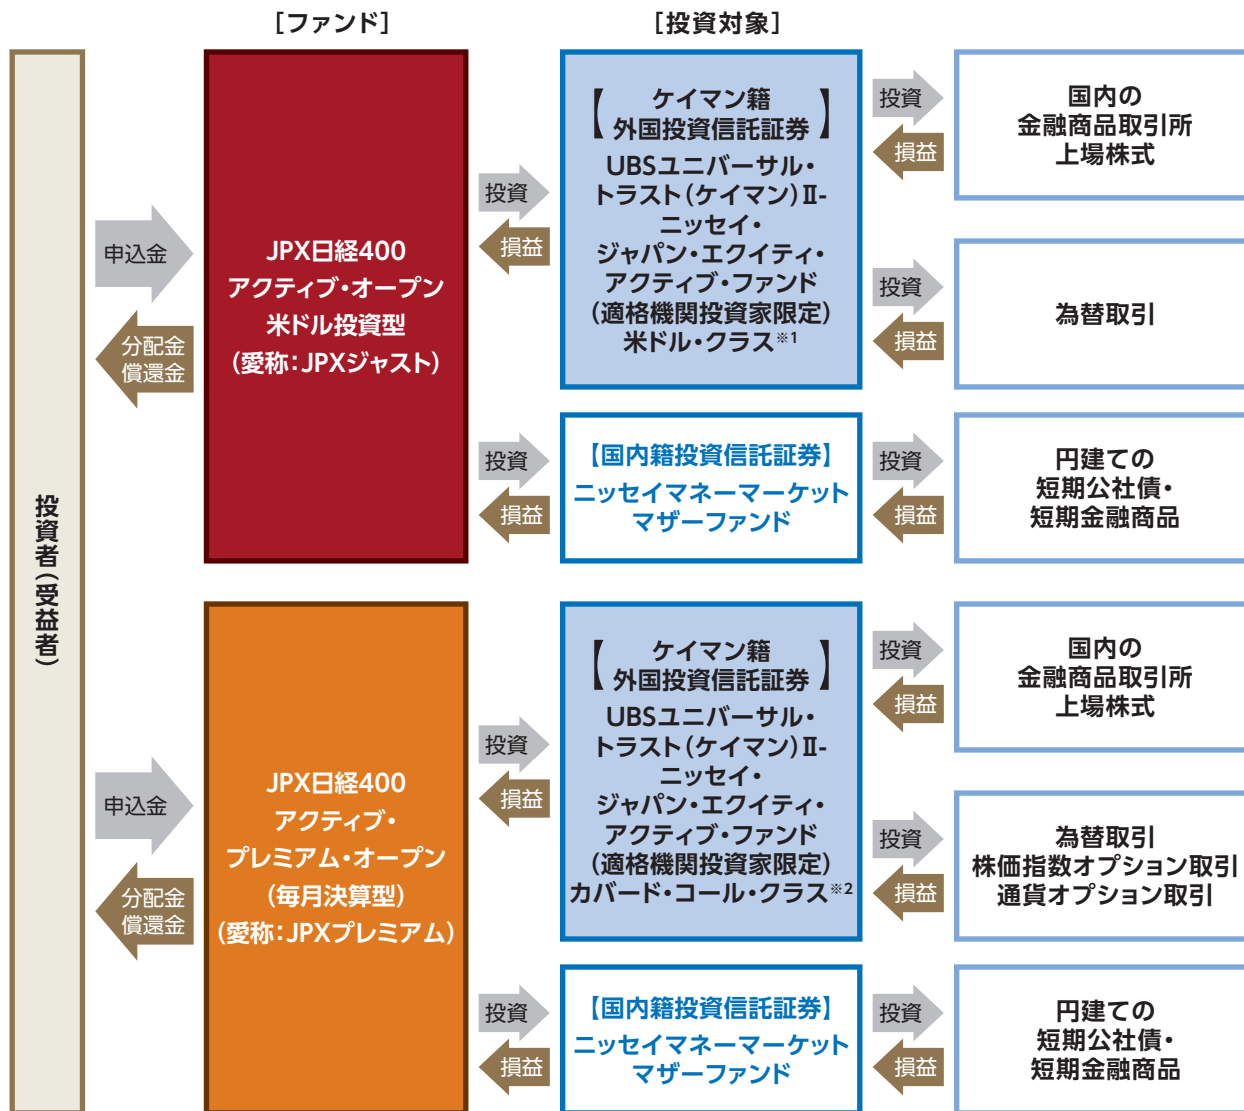 [ファンド]
[投資対象]
投資者(受益者)
申込金
分配金
償還金
JPX日経400
アクティブ・オープン
米ドル投資型
(愛称:JPXジャスト)
投資
損益
【ケイマン籍
外国投資信託証券】
UBSユニバーサル・
トラスト(ケイマン)Ⅱ-
ニッセイ・
ジャパン・エクイティ・
アクティブ・ファンド
(適格機関投資家限定)
米ドル・クラス※1
投資
損益
国内の
金融商品取引所
上場株式
投資
損益
為替取引
投資
損益
【国内籍投資信託証券】
ニッセイマネーマーケット
マザーファンド
投資
損益
円建ての
短期公社債・
短期金融商品
申込金
分配金
償還金
JPX日経400
アクティブ・
プレミアム・オープン
(毎月決算型)
(愛称:JPXプレミアム)
投資
損益
【ケイマン籍
外国投資信託証券】
UBSユニバーサル・
トラスト(ケイマン)Ⅱ-
ニッセイ・
ジャパン・エクイティ・
アクティブ・ファンド
(適格機関投資家限定)
カバード・コール・クラス※2
投資
損益
国内の
金融商品取引所
上場株式
投資
損益
為替取引
株価指数オプション取引
通貨オプション取引
投資
損益
【国内籍投資信託証券】
ニッセイマネーマーケット
マザーファンド
投資
損益
円建ての
短期公社債・
短期金融商品